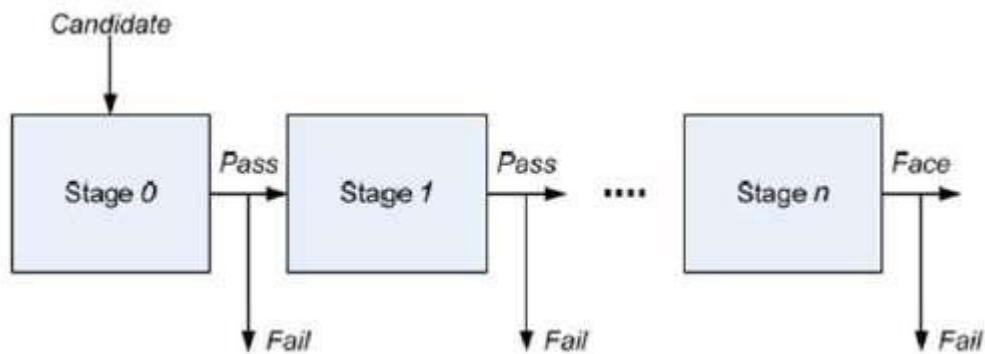 Candidate
Stage 0
Pass
Fail
Stage 1
Pass
Fail
....
Stage n
Face
Fail